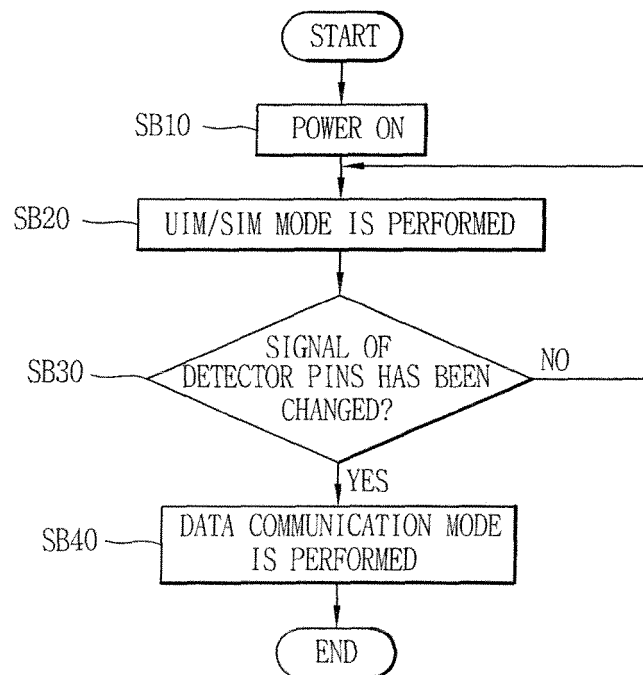 START
SB10
POWER ON
SB20
UIM/SIM MODE IS PERFORMED
SB30
SIGNAL OF
DETECTOR PINS HAS BEEN
CHANGED?
NO
YES
SB40
DATA COMMUNICATION MODE
IS PERFORMED
END